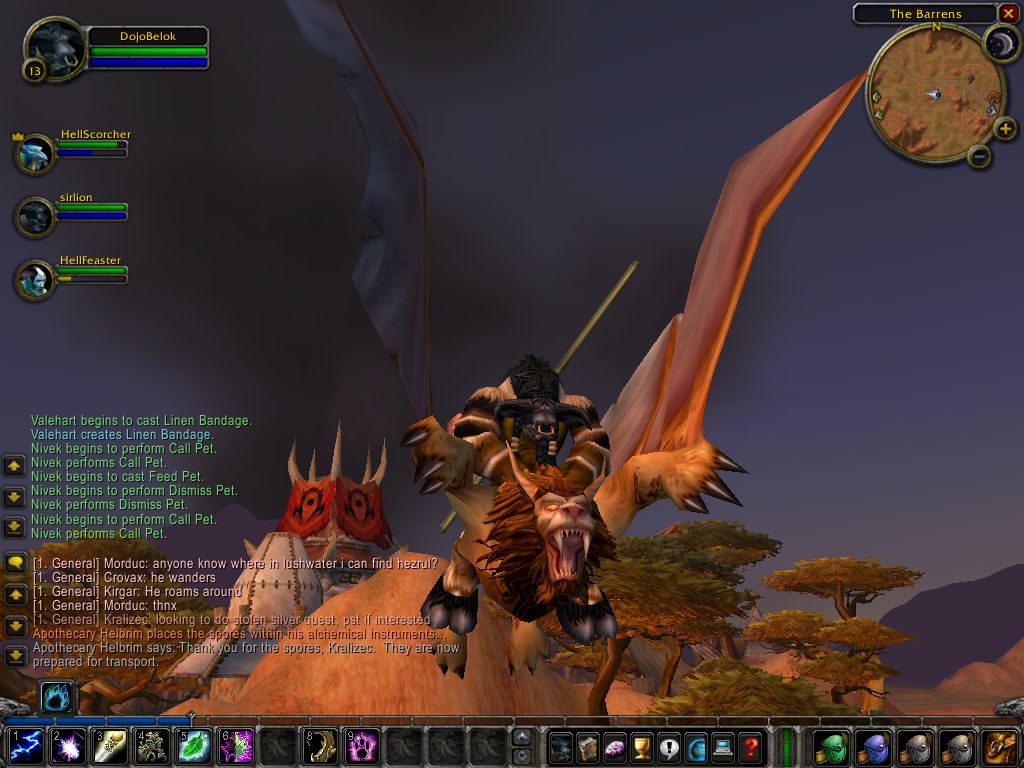 DojoBelok
13
The Barrens
N
HellScorcher
sirlion
HellFeaster
Valehart begins to cast Linen Bandage.
Valehart creates Linen Bandage.
Nivek begins to perform Call Pet.
Nivek performs Call Pet.
Nivek begins to cast Feed Pet.
Nivek begins to perform Dismiss Pet.
Nivek performs Dismiss Pet.
Nivek begins to perform Call Pet.
Nivek performs Call Pet.
[1. General] Morduc: anyone know where in lushwater i can find hezrul?
[1. General] Crovax: he wanders
[1. General] Kirgar: He roams around
[1. General] Morduc: thnx
[1. General] Kralizec: looking to do stolen silver quest, pst if interested
Apothecary Helbrim places the spores within his alchemical instruments...
Apothecary Helbrim says: Thank you for the spores, Kralizec. They are now
prepared for transport.
1 2 3 4 5 6 8 9 ! ?